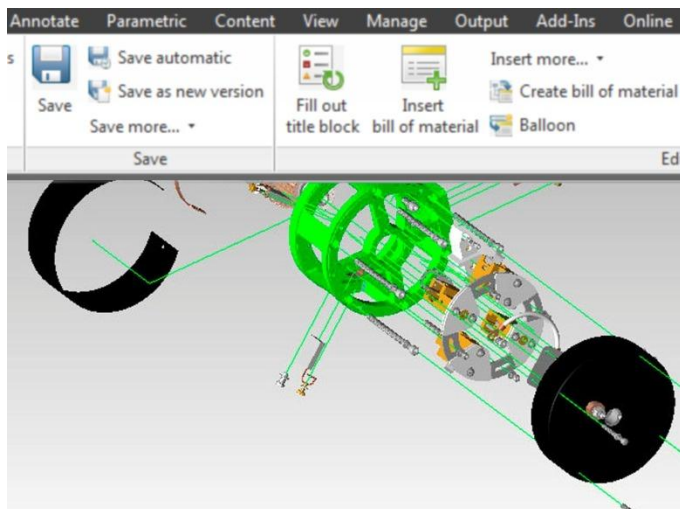 Annotate Parametric Content View Manage Output Add-Ins Online
s
Save
Save automatic
Save as new version
Save more...
Save
Fill out
title block
Insert
bill of material
Insert more...
Create bill of material
Balloon
Ed